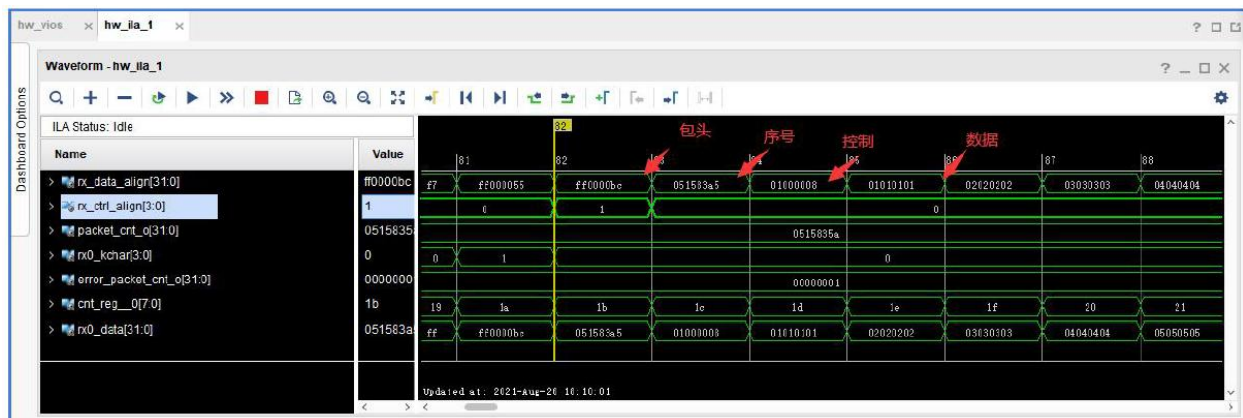 hw_vios × hw_ila_1 ×
Dashboard Options
Waveform - hw_ila_1
ILA Status: Idle
Name Value
82
包头 序号 控制 数据
81 82 83 84 85 86 87 88
rx_data_align[31:0] ff0000bc f7 ff000055 ff0000bc 051583a5 01000008 01010101 02020202 03030303 04040404
rx_ctrl_align[3:0] 1 0 1 0
packet_cnt_o[31:0] 0515835 0515835a
rx0_kchar[3:0] 0 0 1 0
error_packet_cnt_o[31:0] 0000000 00000001
cnt_reg__0[7:0] 1b 19 1a 1b 1c 1d 1e 1f 20 21
rx0_data[31:0] 051583a ff ff0000bc 051583a5 01000008 01010101 02020202 03030303 04040404 05050505
Updated at: 2021-Aug-26 18:10:01